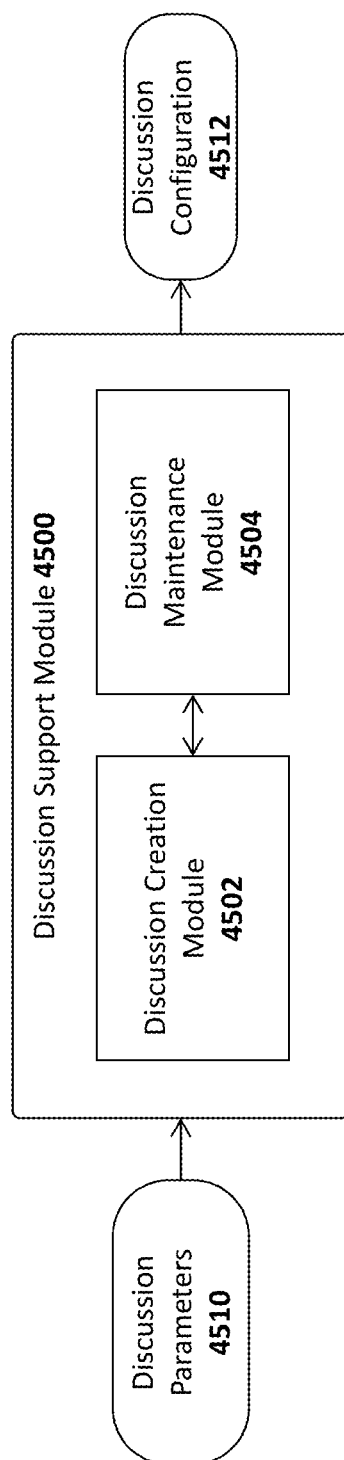 Discussion
Parameters
4510
Discussion Support Module 4500
Discussion Creation
Module
4502
Discussion
Maintenance
Module
4504
Discussion
Configuration
4512